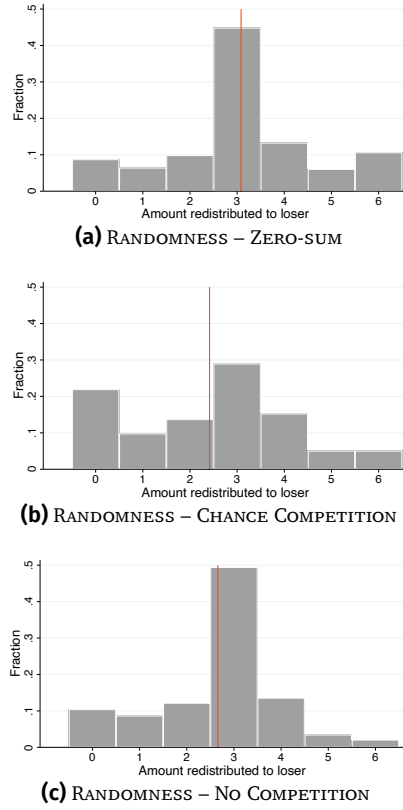 .5
.4
.3
.2
.1
0
Fraction
0 1 2 3 4 5 6
Amount redistributed to loser
(a) RANDOMNESS – ZERO-SUM
.5
.4
.3
.2
.1
0
Fraction
0 1 2 3 4 5 6
Amount redistributed to loser
(b) RANDOMNESS – CHANCE COMPETITION
.5
.4
.3
.2
.1
0
Fraction
0 1 2 3 4 5 6
Amount redistributed to loser
(c) RANDOMNESS – NO COMPETITION